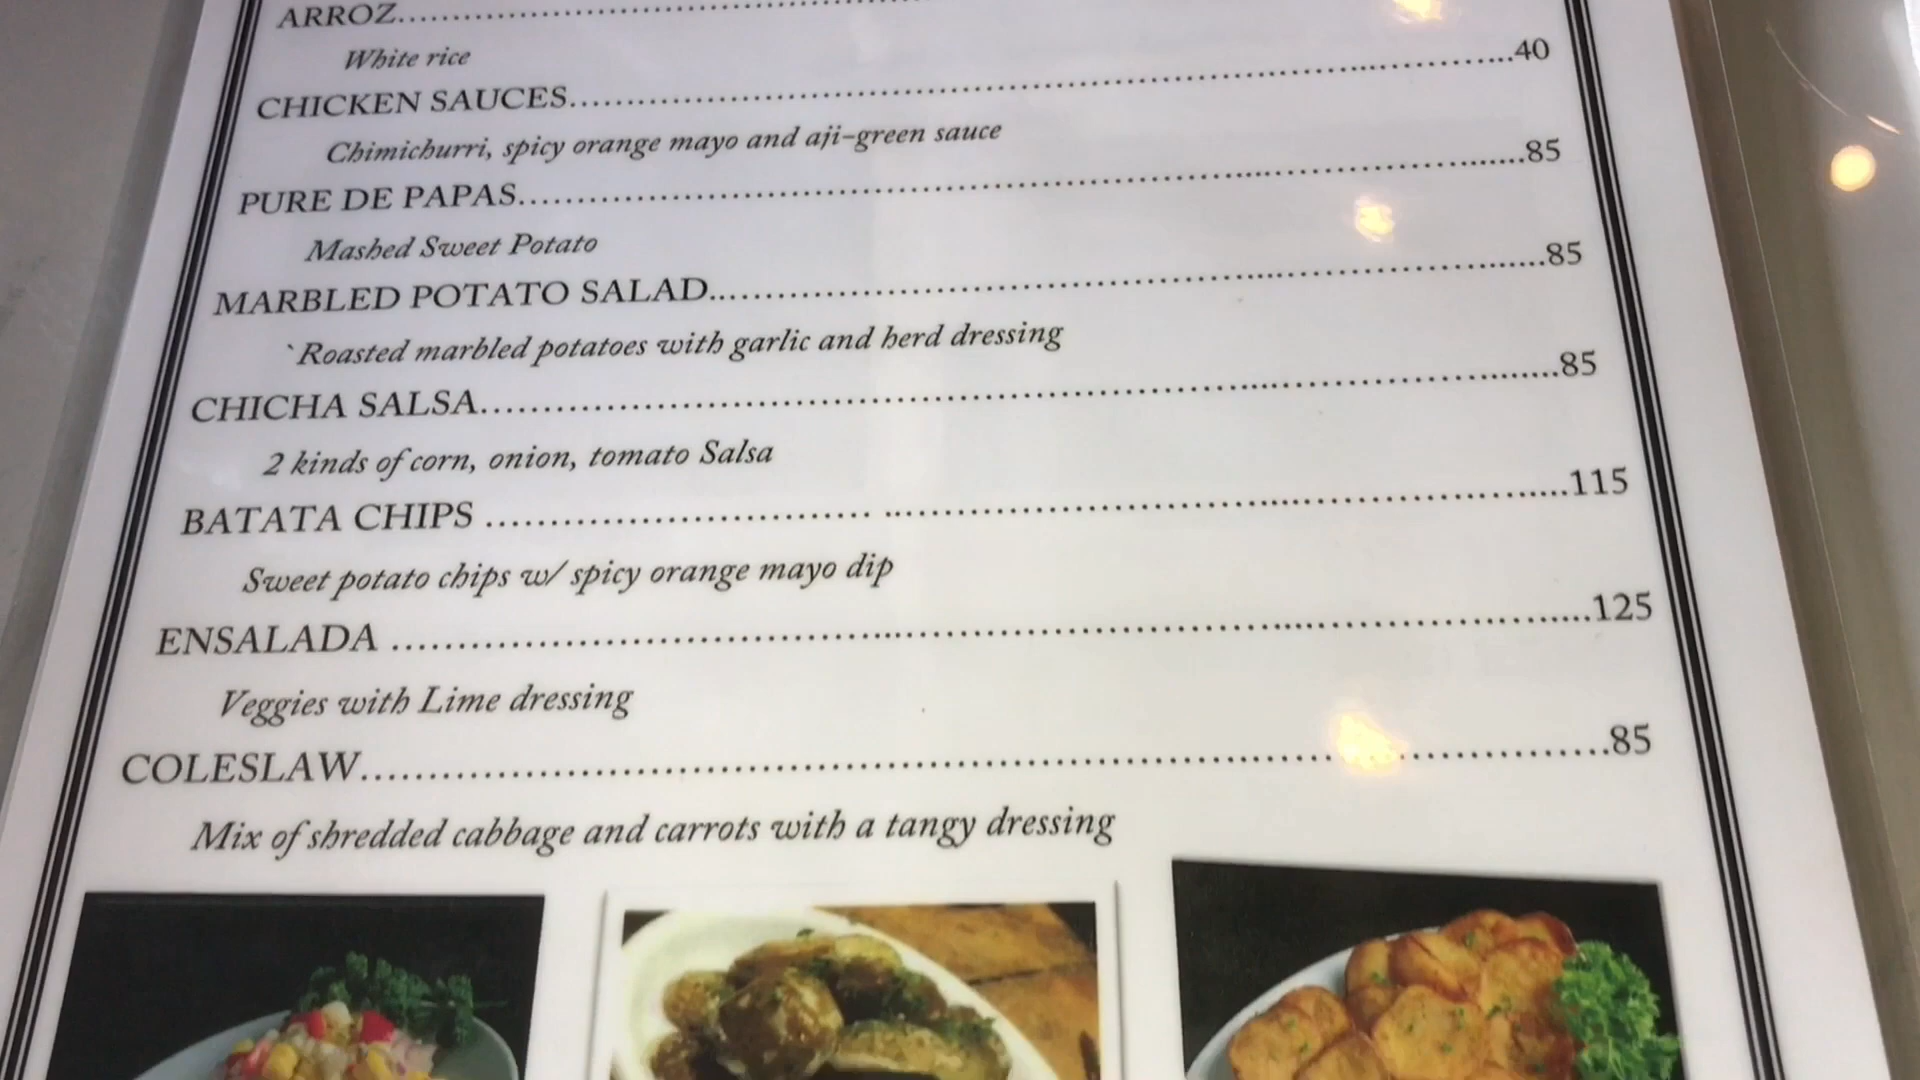 ARROZ..............................
White rice
CHICKEN SAUCES..............................40
Chimichurri, spicy orange mayo and aji-green sauce
PURE DE PAPAS..............................85
Mashed Sweet Potato
MARBLED POTATO SALAD..............................85
`Roasted marbled potatoes with garlic and herd dressing
CHICHA SALSA..............................85
2 kinds of corn, onion, tomato Salsa
BATATA CHIPS ..............................115
Sweet potato chips w/ spicy orange mayo dip
ENSALADA ..............................125
Veggies with Lime dressing
COLESLAW..............................85
Mix of shredded cabbage and carrots with a tangy dressing